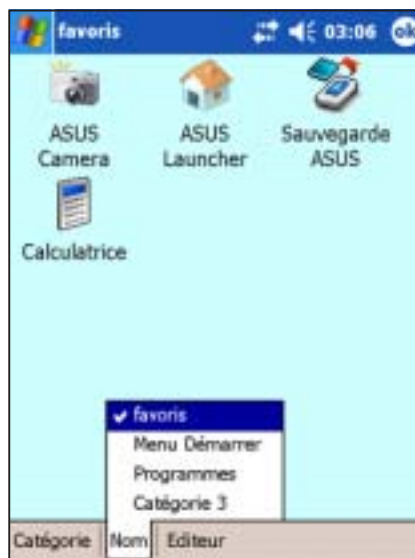 favoris 03:06 ok
ASUS Camera
ASUS Launcher
Sauvegarde ASUS
Calculatrice
favoris
Menu Démarrer
Programmes
Catégorie 3
Catégorie Nom Editeur